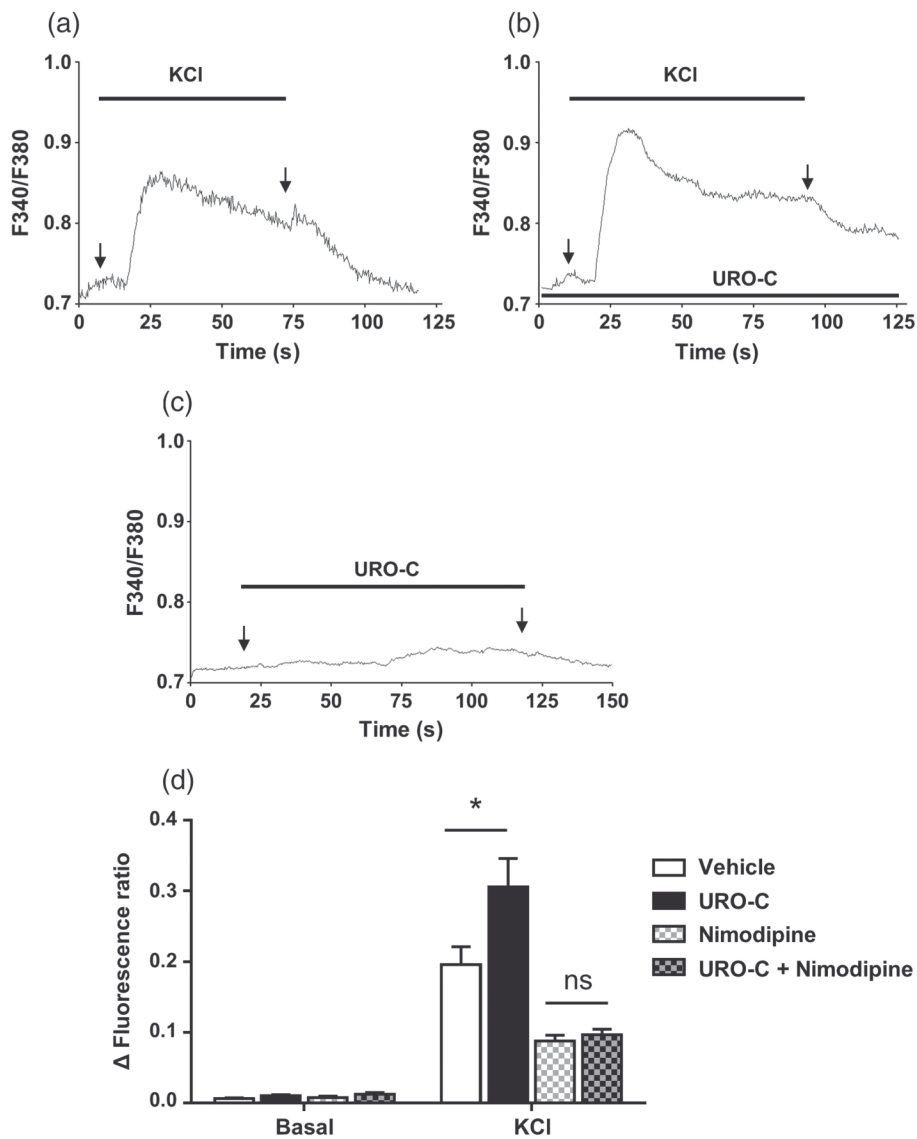 (a)
1.0
KCl
0.9
F340/F380
0.8
0.7
0 25 50 75 100 125
Time (s)
(b)
1.0
KCl
0.9
F340/F380
0.8
URO-C
0.7
0 25 50 75 100 125
Time (s)
(c)
1.0
0.9
F340/F380
URO-C
0.8
0.7
0 25 50 75 100 125 150
Time (s)
(d)
0.4
*
0.3
Δ Fluorescence ratio
0.2
ns
0.1
0.0
Basal KCl
Vehicle
URO-C
Nimodipine
URO-C + Nimodipine